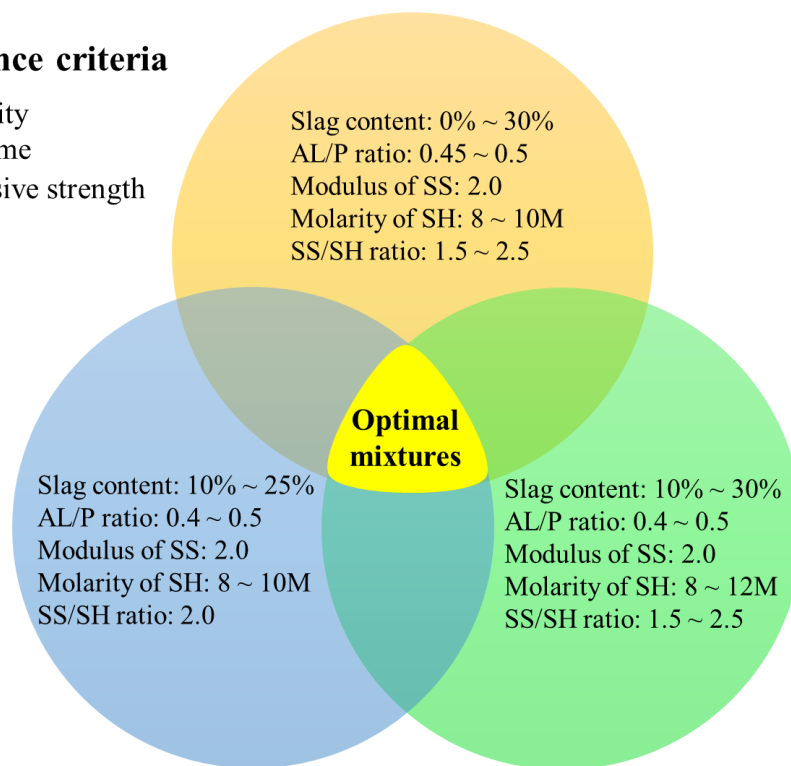 nce criteria
ity
me
sive strength
Slag content: 0% ~ 30%
AL/P ratio: 0.45 ~ 0.5
Modulus of SS: 2.0
Molarity of SH: 8 ~ 10M
SS/SH ratio: 1.5 ~ 2.5
Optimal
mixtures
Slag content: 10% ~ 25%
AL/P ratio: 0.4 ~ 0.5
Modulus of SS: 2.0
Molarity of SH: 8 ~ 10M
SS/SH ratio: 2.0
Slag content: 10% ~ 30%
AL/P ratio: 0.4 ~ 0.5
Modulus of SS: 2.0
Molarity of SH: 8 ~ 12M
SS/SH ratio: 1.5 ~ 2.5